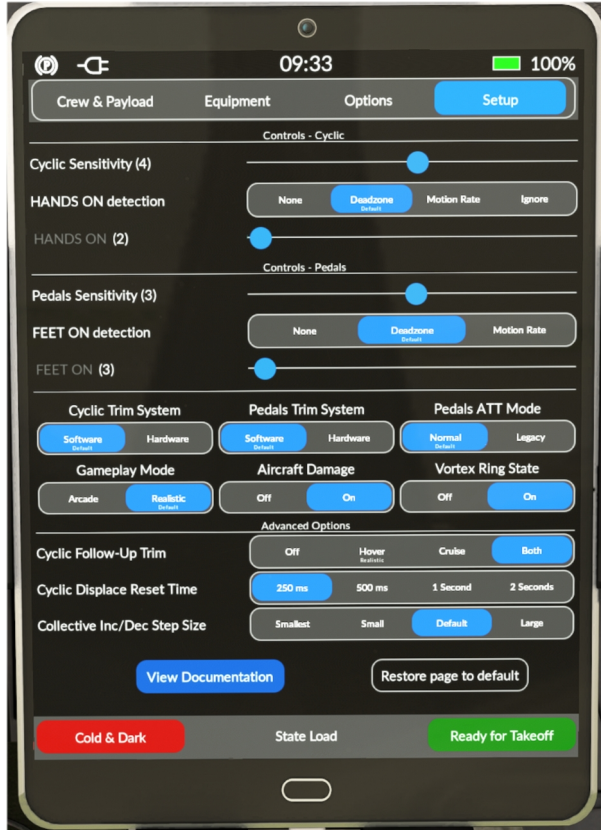 09:33
100%
Crew & Payload Equipment Options Setup
Controls - Cyclic
Cyclic Sensitivity (4)
HANDS ON detection None Deadzone Motion Rate Ignore
Default
HANDS ON (2)
Controls - Pedals
Pedals Sensitivity (3)
FEET ON detection None Deadzone Motion Rate
Default
FEET ON (3)
Cyclic Trim System Pedals Trim System Pedals ATT Mode
Software Hardware Software Hardware Normal Legacy
Default Default Default
Gameplay Mode Aircraft Damage Vortex Ring State
Arcade Realistic Off On Off On
Default
Advanced Options
Cyclic Follow-Up Trim Off Hover Cruise Both
Realistic
Cyclic Displace Reset Time 250 ms 500 ms 1 Second 2 Seconds
Collective Inc/Dec Step Size Smallest Small Default Large
View Documentation Restore page to default
Cold & Dark State Load Ready for Takeoff